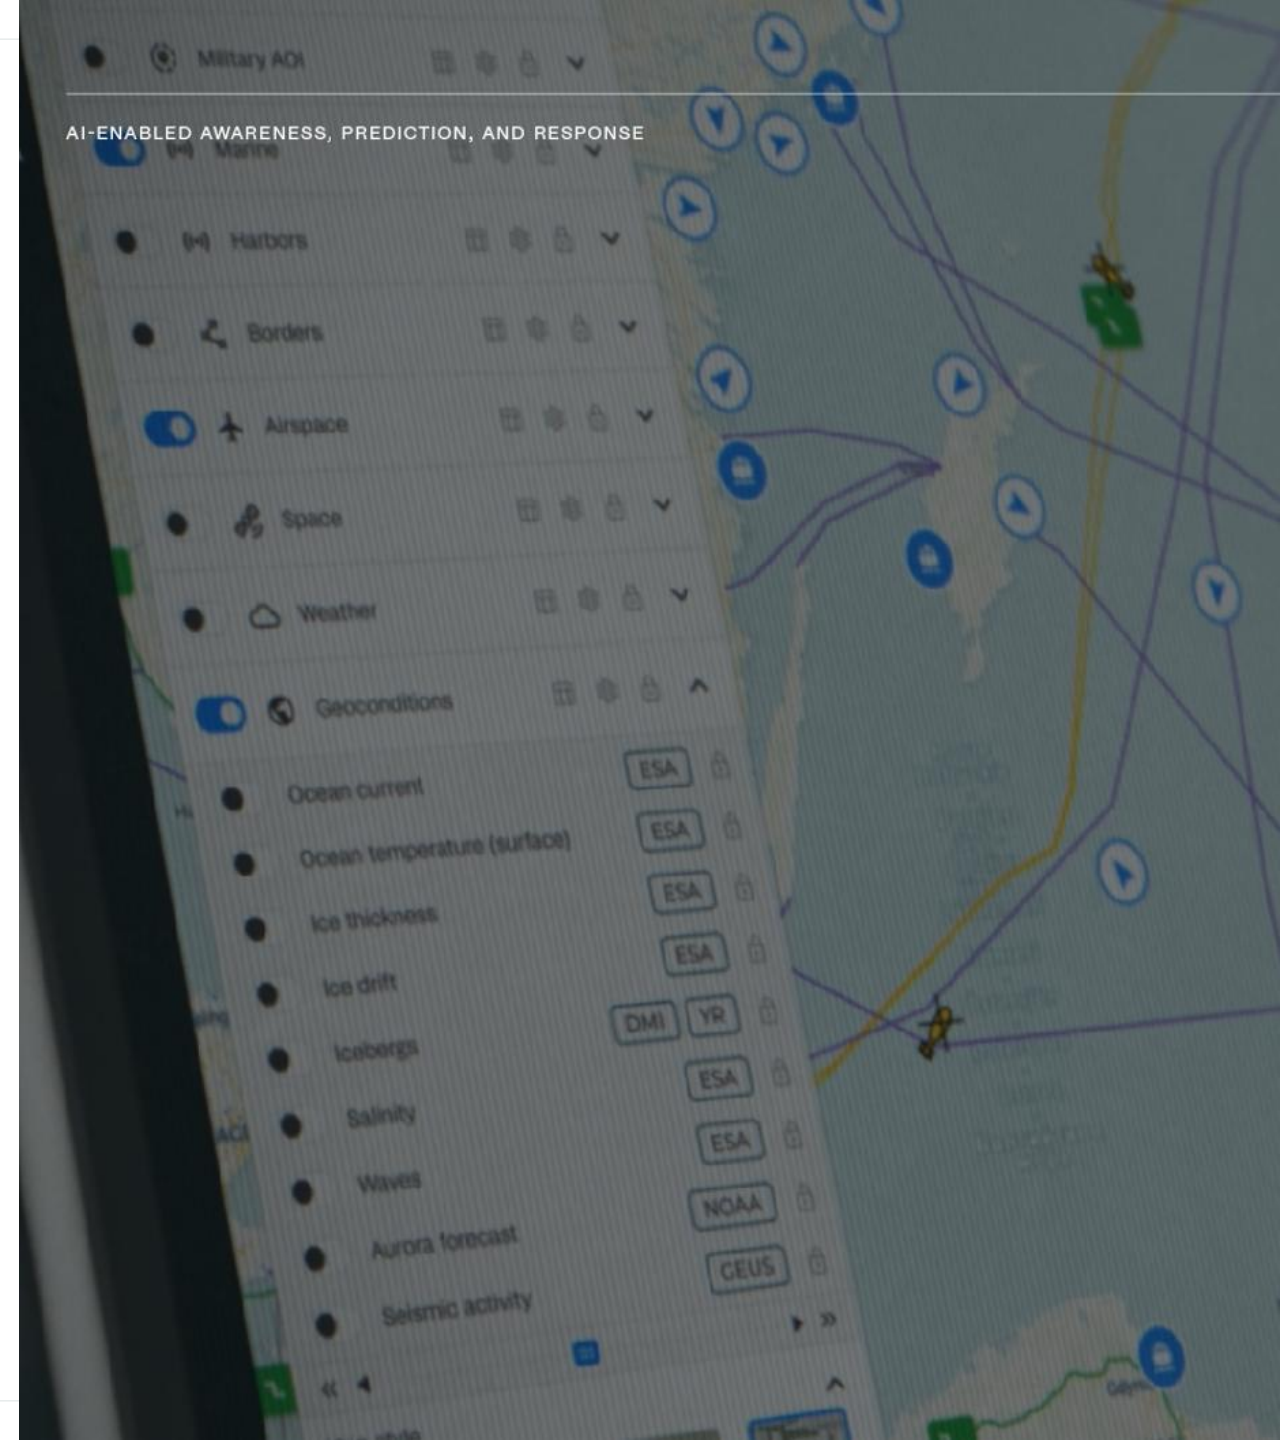 Military AOI
AI-ENABLED AWARENESS, PREDICTION, AND RESPONSE
Marine
Harbors
Borders
Airspace
Space
Weather
Geoconditions
Ocean current ESA
Ocean temperature (surface) ESA
Ice thickness ESA
Ice drift ESA
Icebergs DMI YR
Salinity ESA
Waves ESA
Aurora forecast NOAA
Seismic activity GEUS